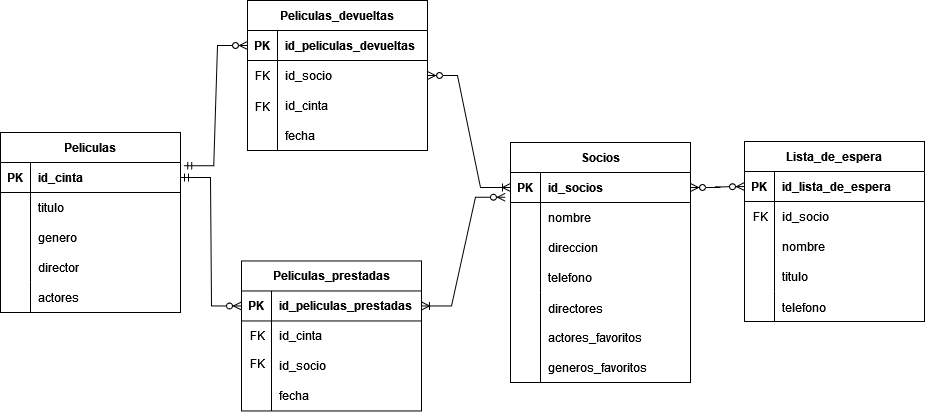 Peliculas_devueltas
PK id_peliculas_devueltas
FK id_socio
FK id_cinta
fecha
Peliculas
PK id_cinta
titulo
genero
director
actores
Peliculas_prestadas
PK id_peliculas_prestadas
FK id_cinta
FK id_socio
fecha
Socios
PK id_socios
nombre
direccion
telefono
directores
actores_favoritos
generos_favoritos
Lista_de_espera
PK id_lista_de_espera
FK id_socio
nombre
titulo
telefono